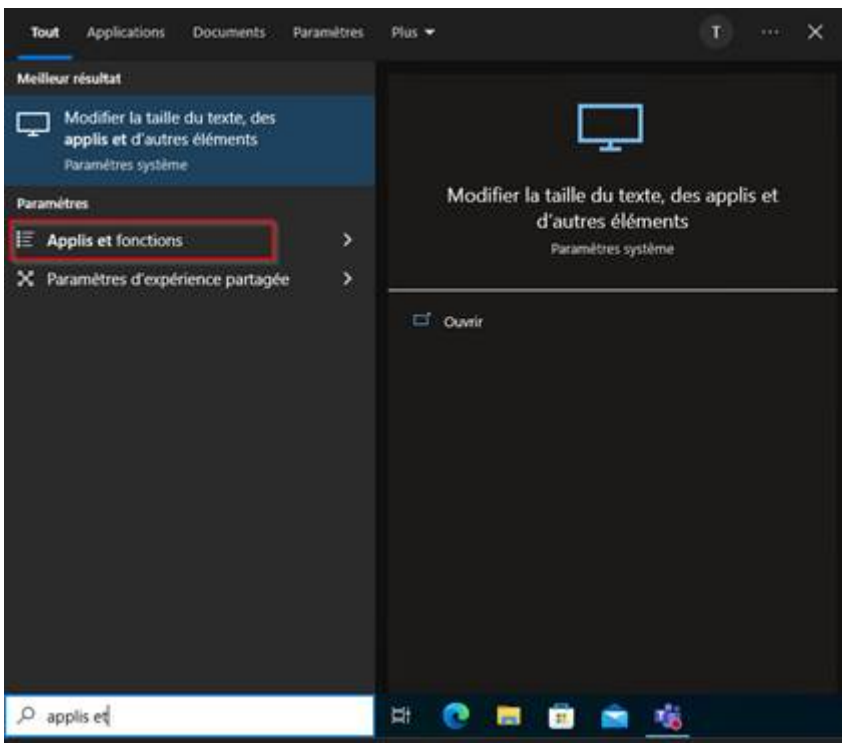 Tout Applications Documents Paramètres Plus
T
Meilleur résultat
Modifier la taille du texte, des
applis et d'autres éléments
Paramètres système
Paramètres
Applis et fonctions
Paramètres d'expérience partagée
Modifier la taille du texte, des applis et
d'autres éléments
Paramètres système
Ouvrir
applis et